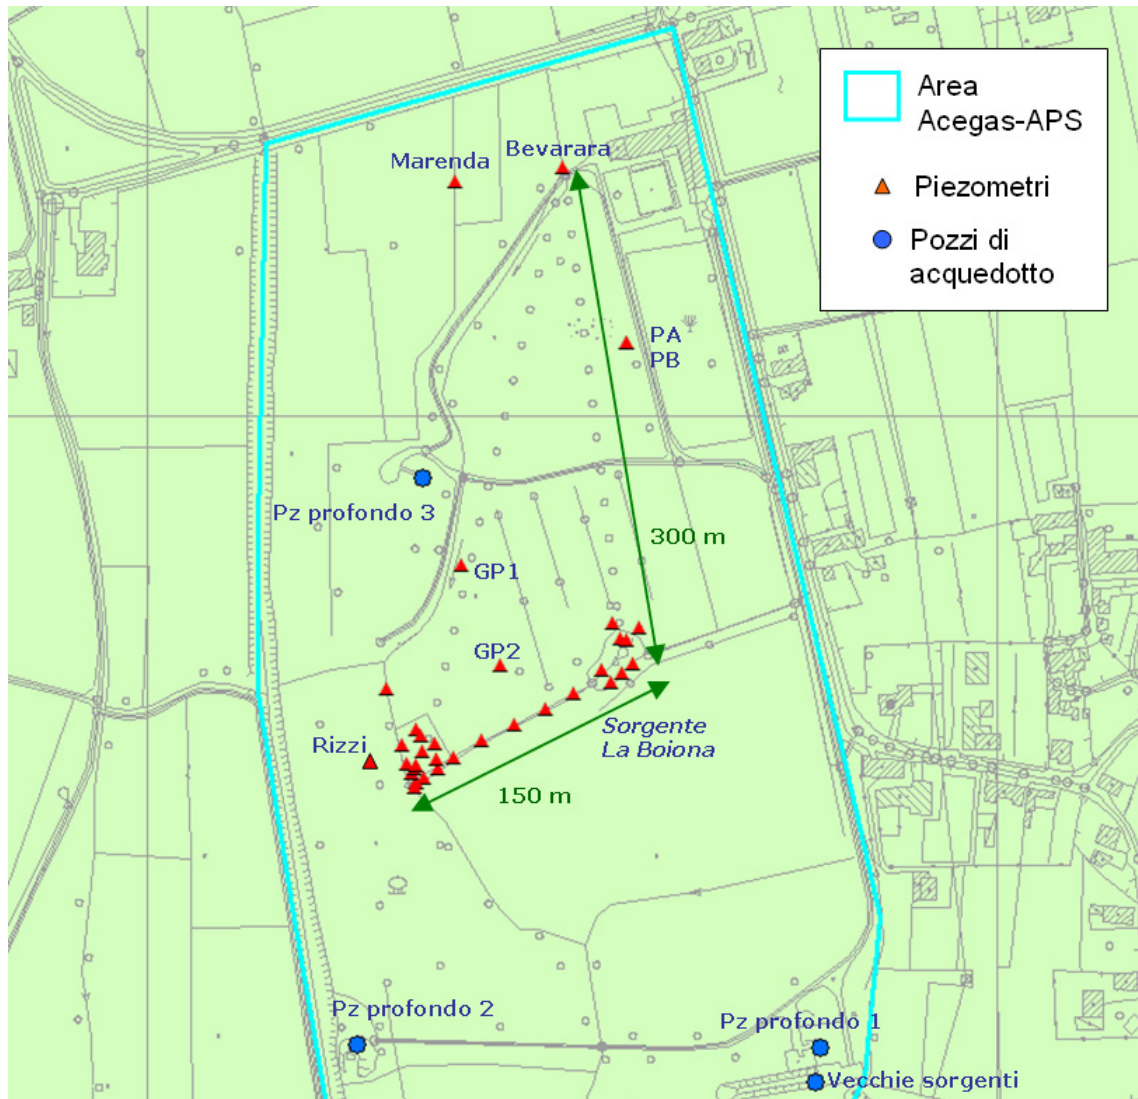 Area
Acegas-APS
Piezometri
Pozzi di
acquedotto
Bevarara
Marenda
PA
PB
Pz profondo 3
300 m
GP1
GP2
Sorgente
La Boiona
Rizzi
150 m
Pz profondo 2
Pz profondo 1
Vecchie sorgenti